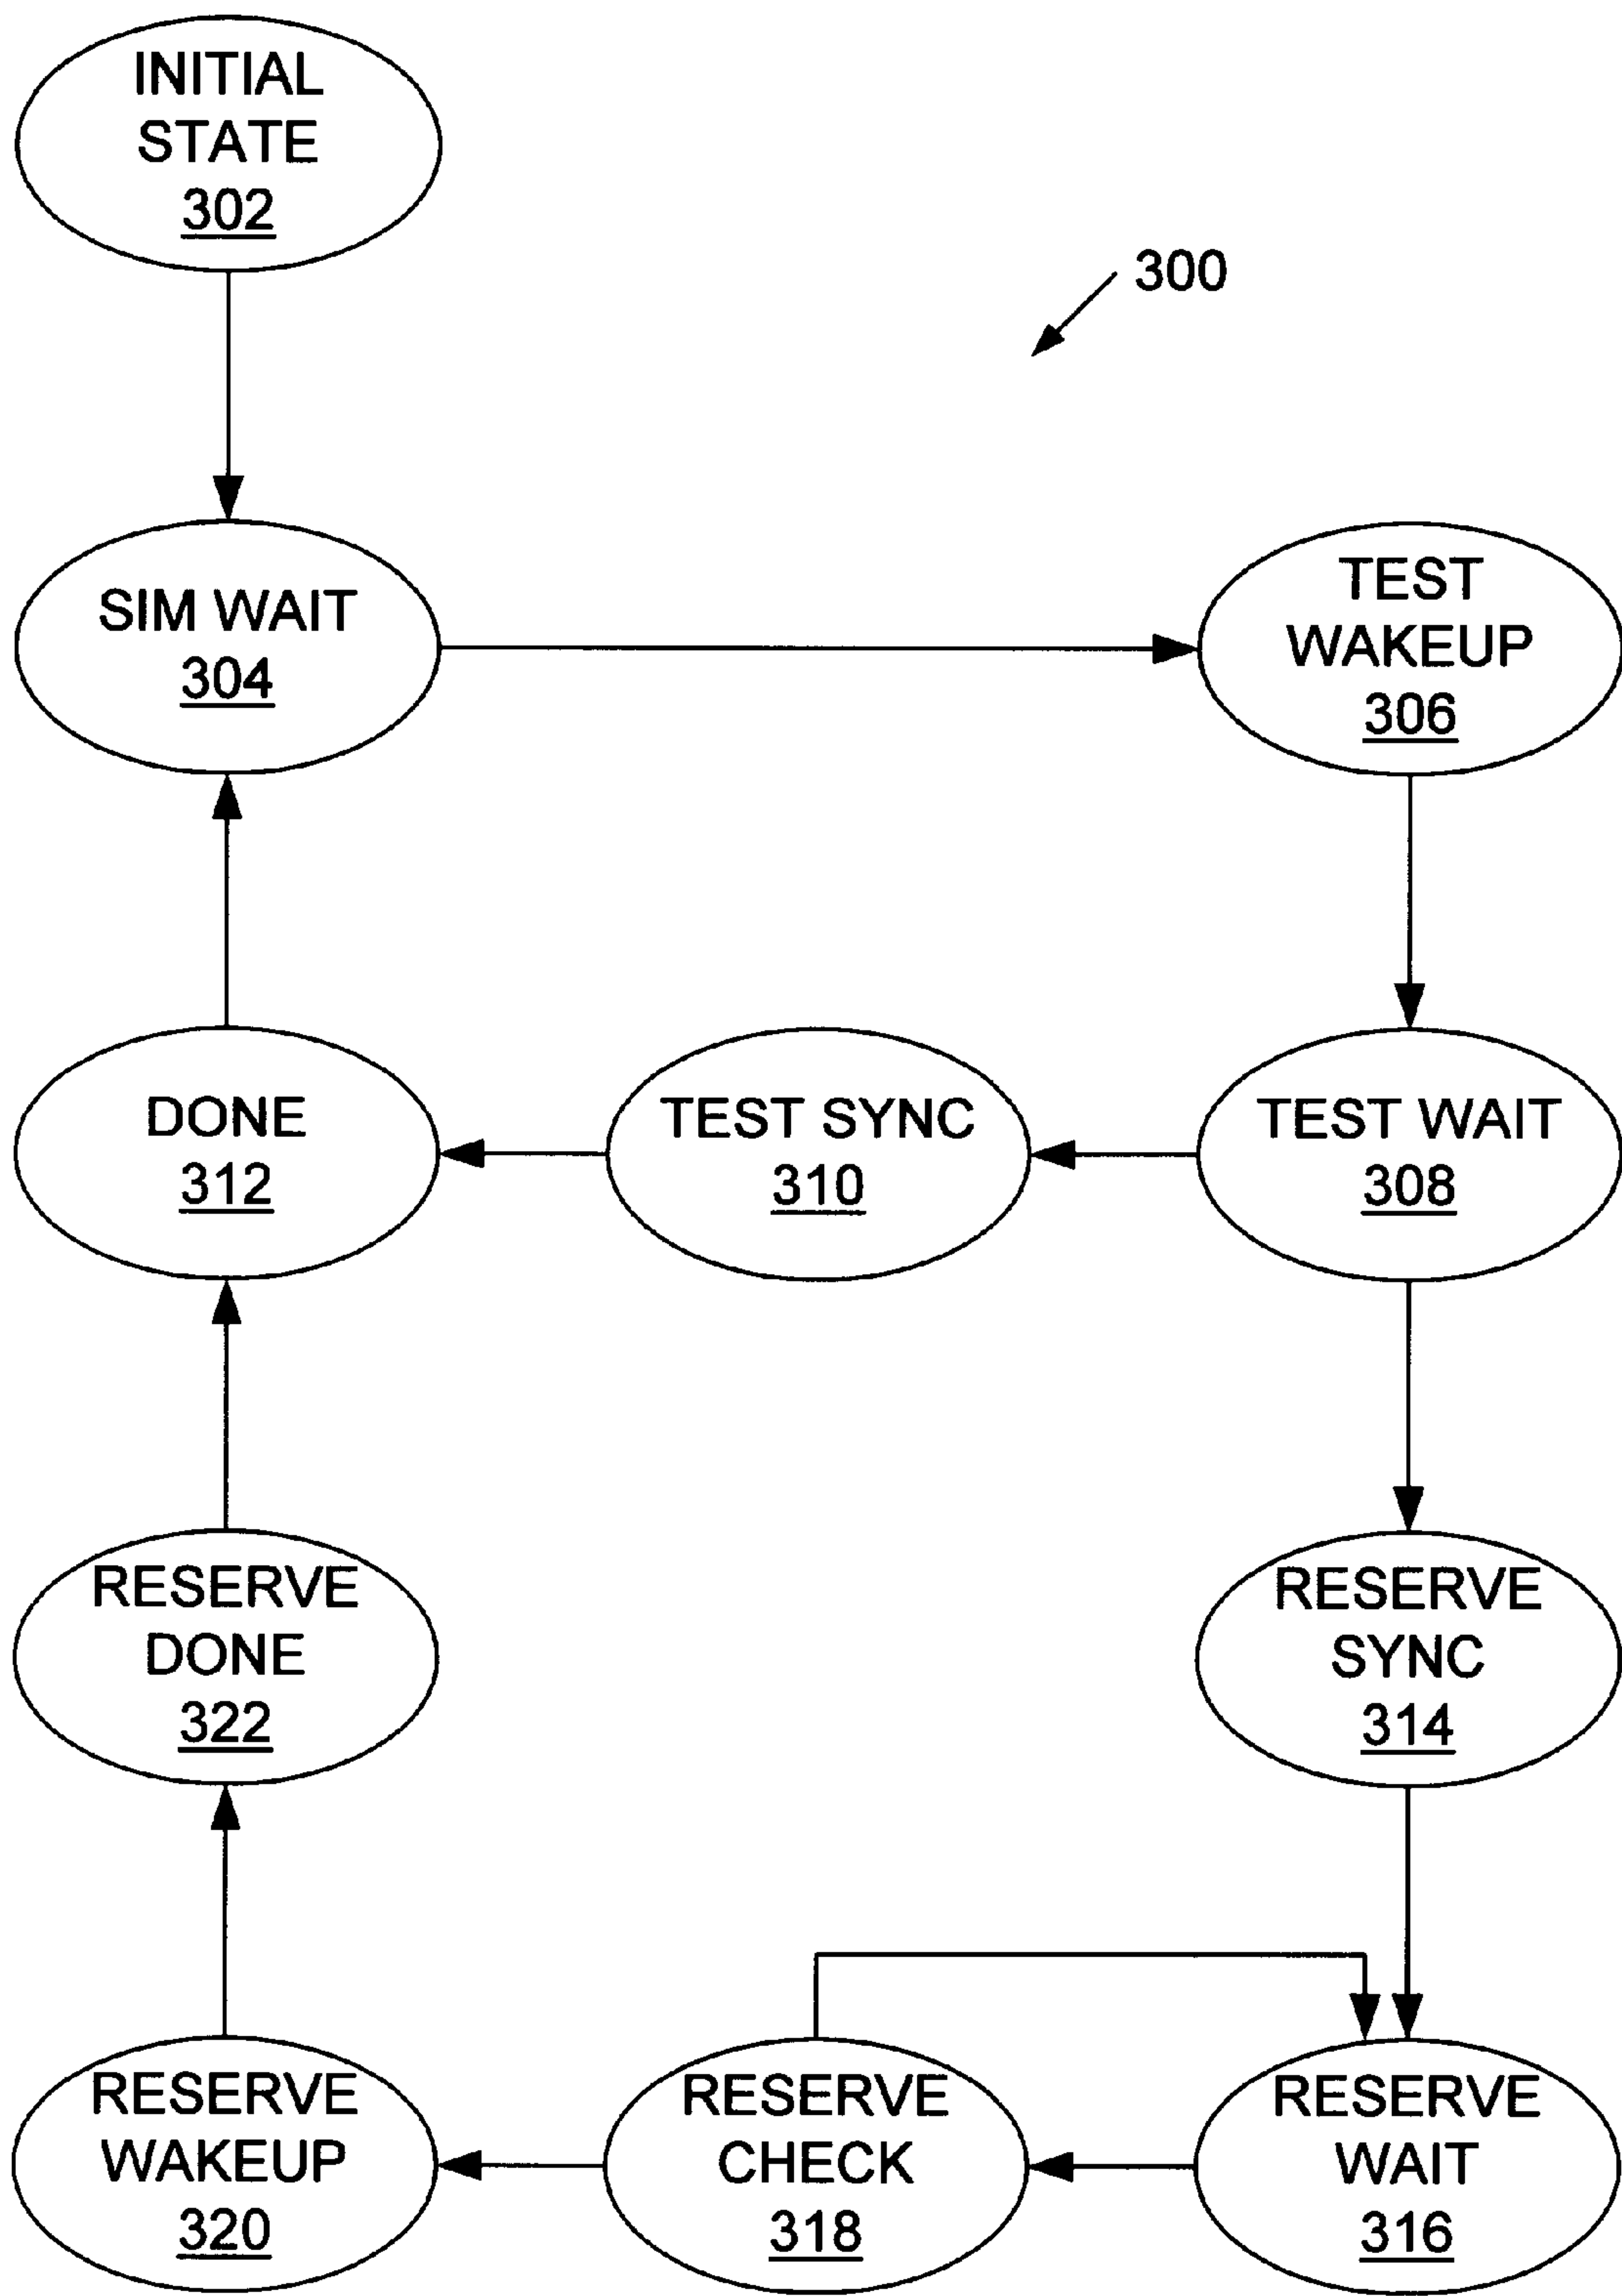 INITIAL
STATE
302
300
SIM WAIT
304
TEST
WAKEUP
306
DONE
312
TEST SYNC
310
TEST WAIT
308
RESERVE
DONE
322
RESERVE
SYNC
314
RESERVE
WAKEUP
320
RESERVE
CHECK
318
RESERVE
WAIT
316